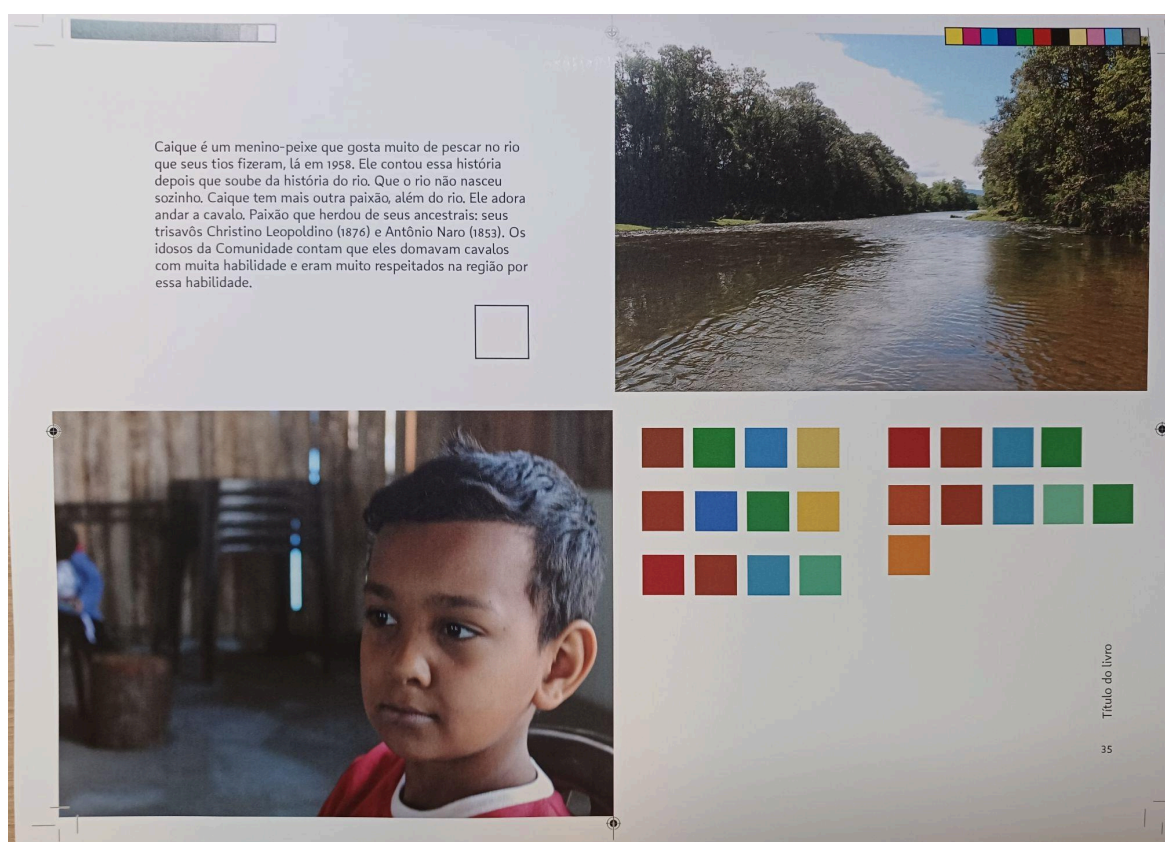 Caique é um menino-peixe que gosta muito de pescar no rio
que seus tios fizeram, lá em 1958. Ele contou essa história
depois que soube da história do rio. Que o rio não nasceu
sozinho. Caique tem mais outra paixão, além do rio. Ele adora
andar a cavalo. Paixão que herdou de seus ancestrais: seus
trisavôs Christino Leopoldino (1876) e Antônio Naro (1853). Os
idosos da Comunidade contam que eles domavam cavalos
com muita habilidade e eram muito respeitados na região por
essa habilidade.
Título do livro
35